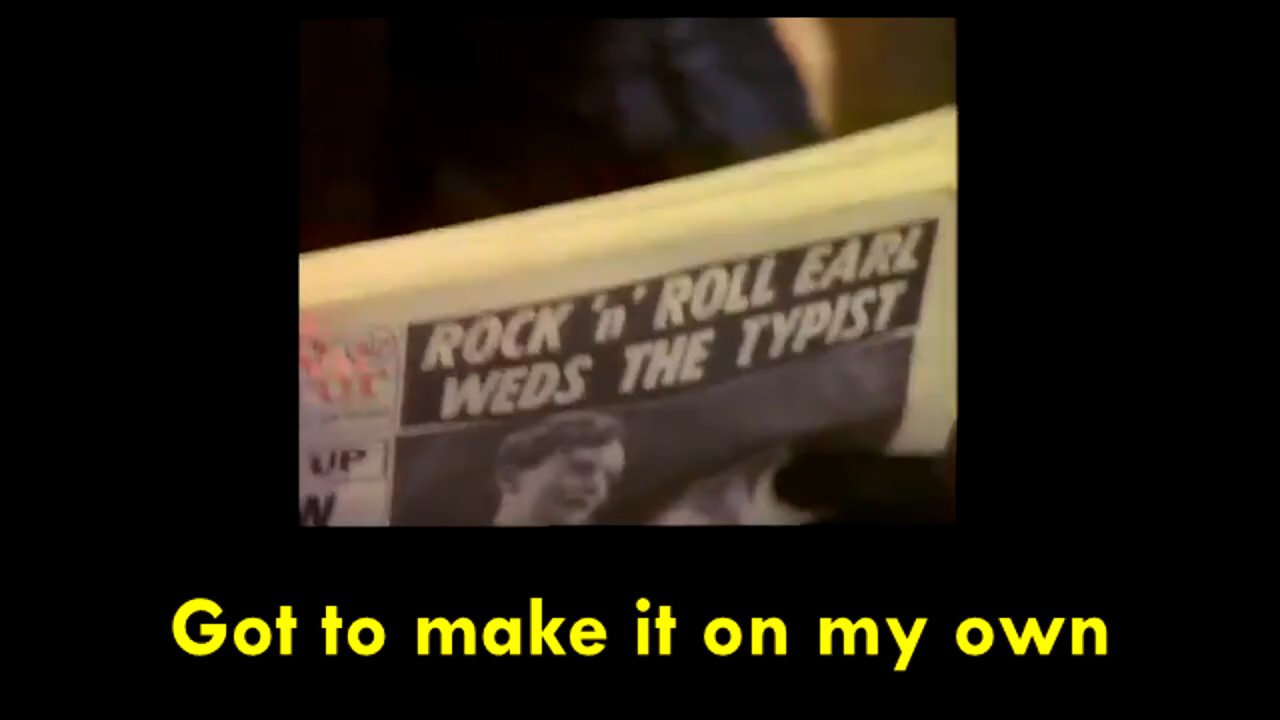 ROCK 'n' ROLL EARL
WEDS THE TYPIST
UP
W
Got to make it on my own